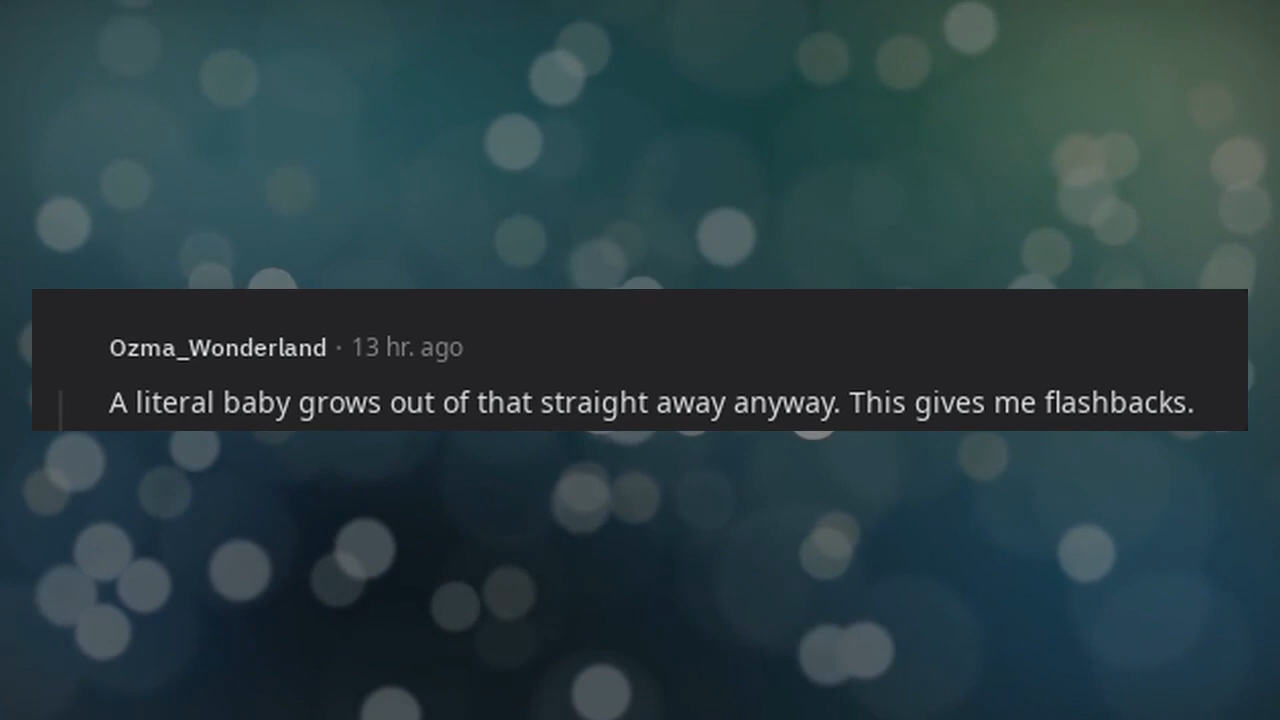 Ozma_Wonderland · 13 hr. ago
A literal baby grows out of that straight away anyway. This gives me flashbacks.